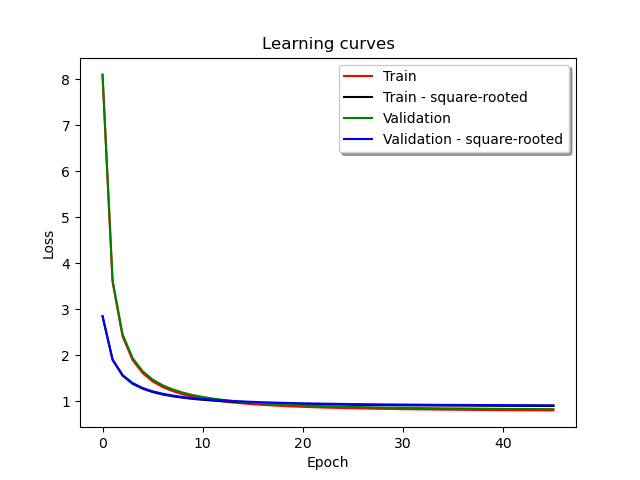 Learning curves
Train
Train - square-rooted
Validation
Validation - square-rooted
8
7
6
5
4
3
2
1
Loss
0 10 20 30 40
Epoch